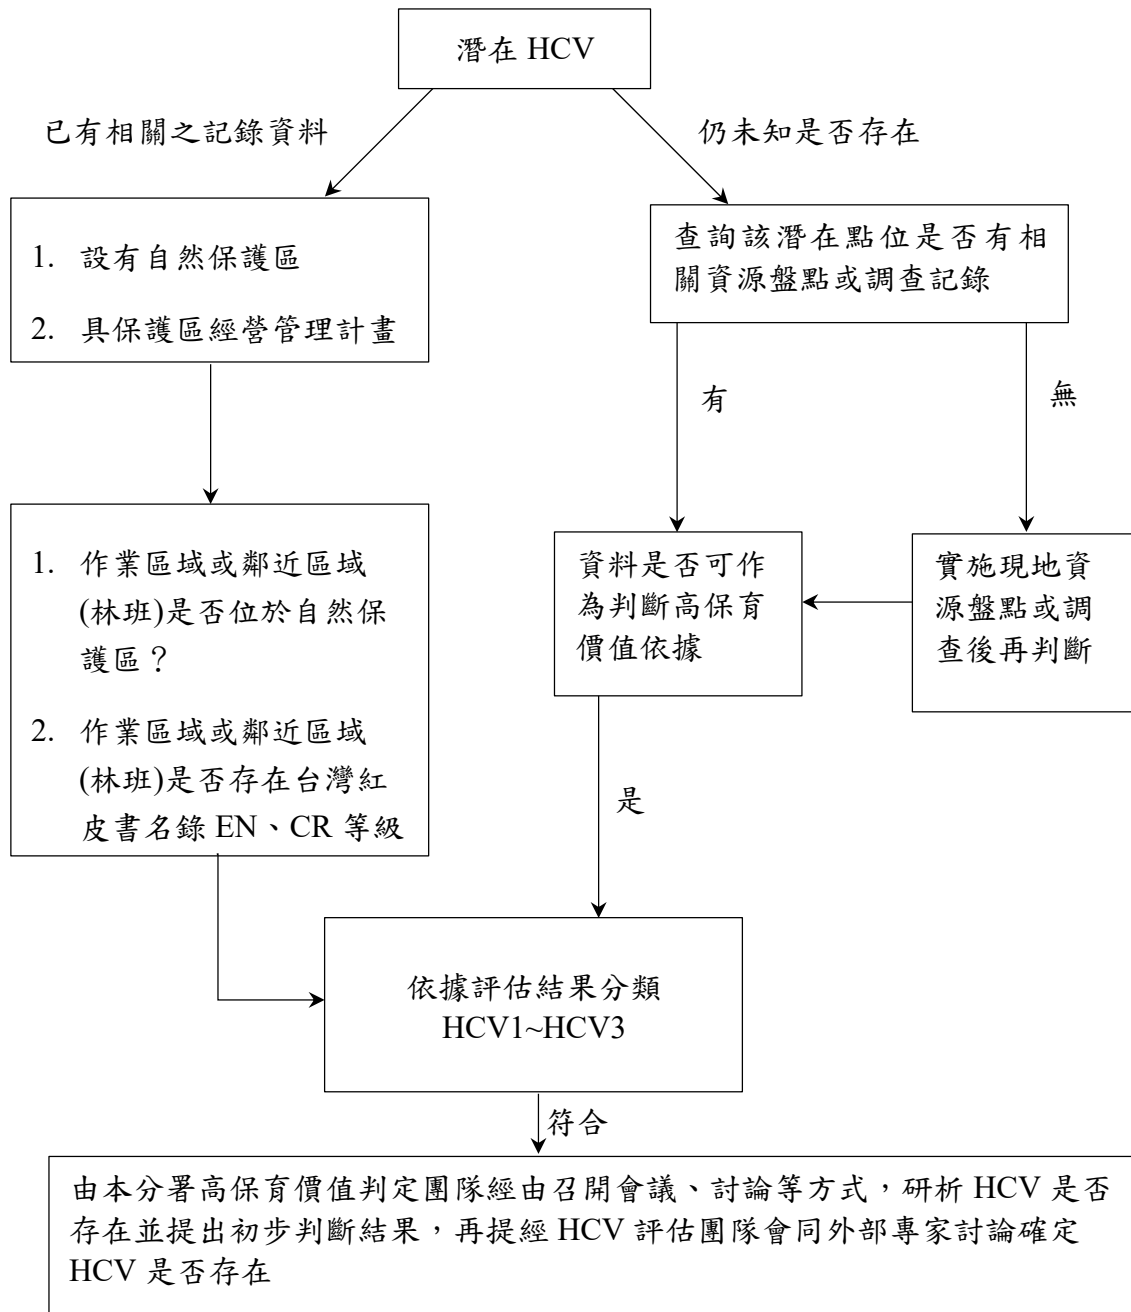 潛在 HCV
已有相關之記錄資料
仍未知是否存在
1. 設有自然保護區
2. 具保護區經營管理計畫
查詢該潛在點位是否有相
關資源盤點或調查記錄
有
無
1. 作業區域或鄰近區域
(林班)是否位於自然保
護區？
2. 作業區域或鄰近區域
(林班)是否存在台灣紅
皮書名錄 EN、CR 等級
資料是否可作
為判斷高保育
價值依據
實施現地資
源盤點或調
查後再判斷
是
依據評估結果分類
HCV1~HCV3
符合
由本分署高保育價值判定團隊經由召開會議、討論等方式，研析 HCV 是否
存在並提出初步判斷結果，再提經 HCV 評估團隊會同外部專家討論確定
HCV 是否存在